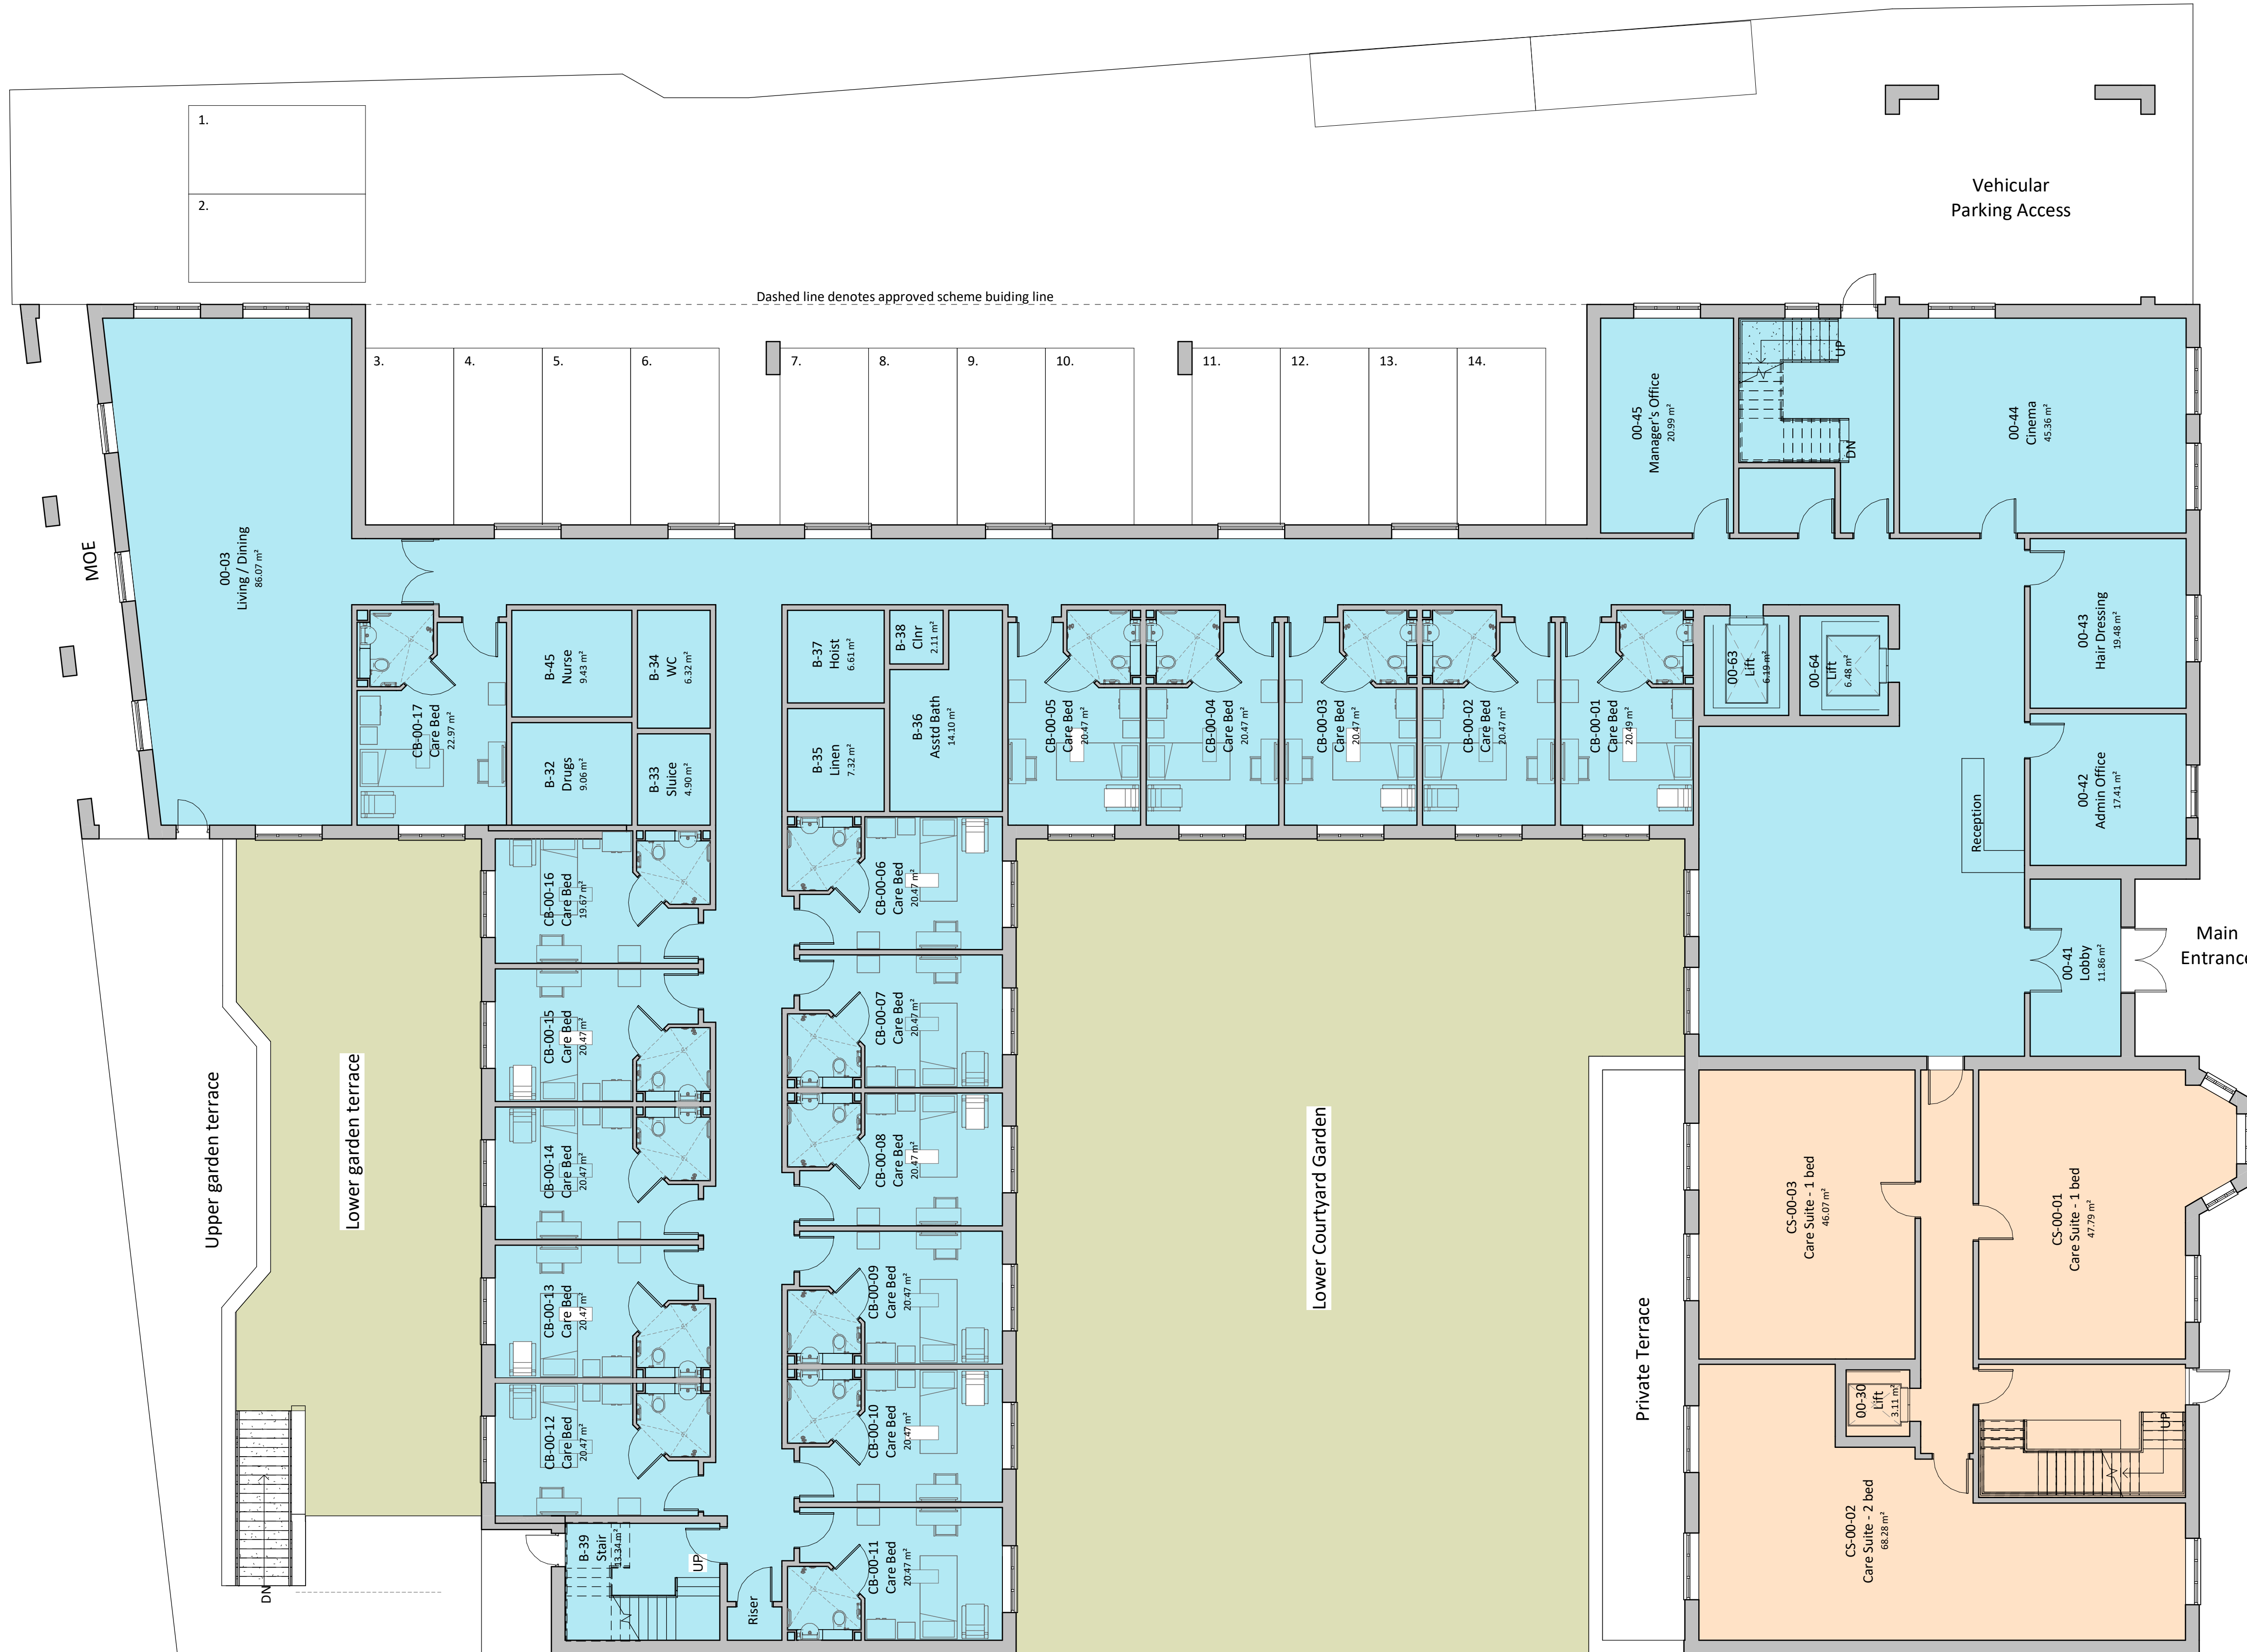 1.
2.
Vehicular
Parking Access
Dashed line denotes approved scheme buiding line
3.
4.
5.
6.
7.
8.
9.
10.
11.
12.
13.
14.
00-45
Manager's Office
20.99 m²
UP
DN
00-44
Cinema
45.36 m²
MOE
00-03
Living / Dining
86.07 m²
00-43
Hair Dressing
19.48 m²
CB-00-17
Care Bed
22.97 m²
B-45
Nurse
9.43 m²
B-34
WC
6.32 m²
B-37
Hoist
6.61 m²
B-38
Clnr
2.11 m²
B-32
Drugs
9.06 m²
B-33
Sluice
4.90 m²
B-35
Linen
7.32 m²
B-36
Asstd Bath
14.10 m²
CB-00-05
Care Bed
20.47 m²
CB-00-04
Care Bed
20.47 m²
CB-00-03
Care Bed
20.47 m²
CB-00-02
Care Bed
20.47 m²
CB-00-01
Care Bed
20.49 m²
00-63
Lift
6.19 m²
00-64
Lift
6.48 m²
00-42
Admin Office
17.41 m²
Reception
CB-00-16
Care Bed
19.67 m²
CB-00-06
Care Bed
20.47 m²
00-41
Lobby
11.86 m²
Main
Entrance
CB-00-15
Care Bed
20.47 m²
CB-00-07
Care Bed
20.47 m²
Upper garden terrace
Lower garden terrace
CB-00-14
Care Bed
20.47 m²
CB-00-08
Care Bed
20.47 m²
Lower Courtyard Garden
CS-00-03
Care Suite - 1 bed
46.07 m²
CS-00-01
Care Suite - 1 bed
47.79 m²
CB-00-13
Care Bed
20.47 m²
CB-00-09
Care Bed
20.47 m²
Private Terrace
CB-00-12
Care Bed
20.47 m²
CB-00-10
Care Bed
20.47 m²
00-30
Lift
3.11 m²
UP
B-39
Stair
13.34 m²
UP
Riser
CB-00-11
Care Bed
20.47 m²
CS-00-02
Care Suite - 2 bed
68.28 m²
DN